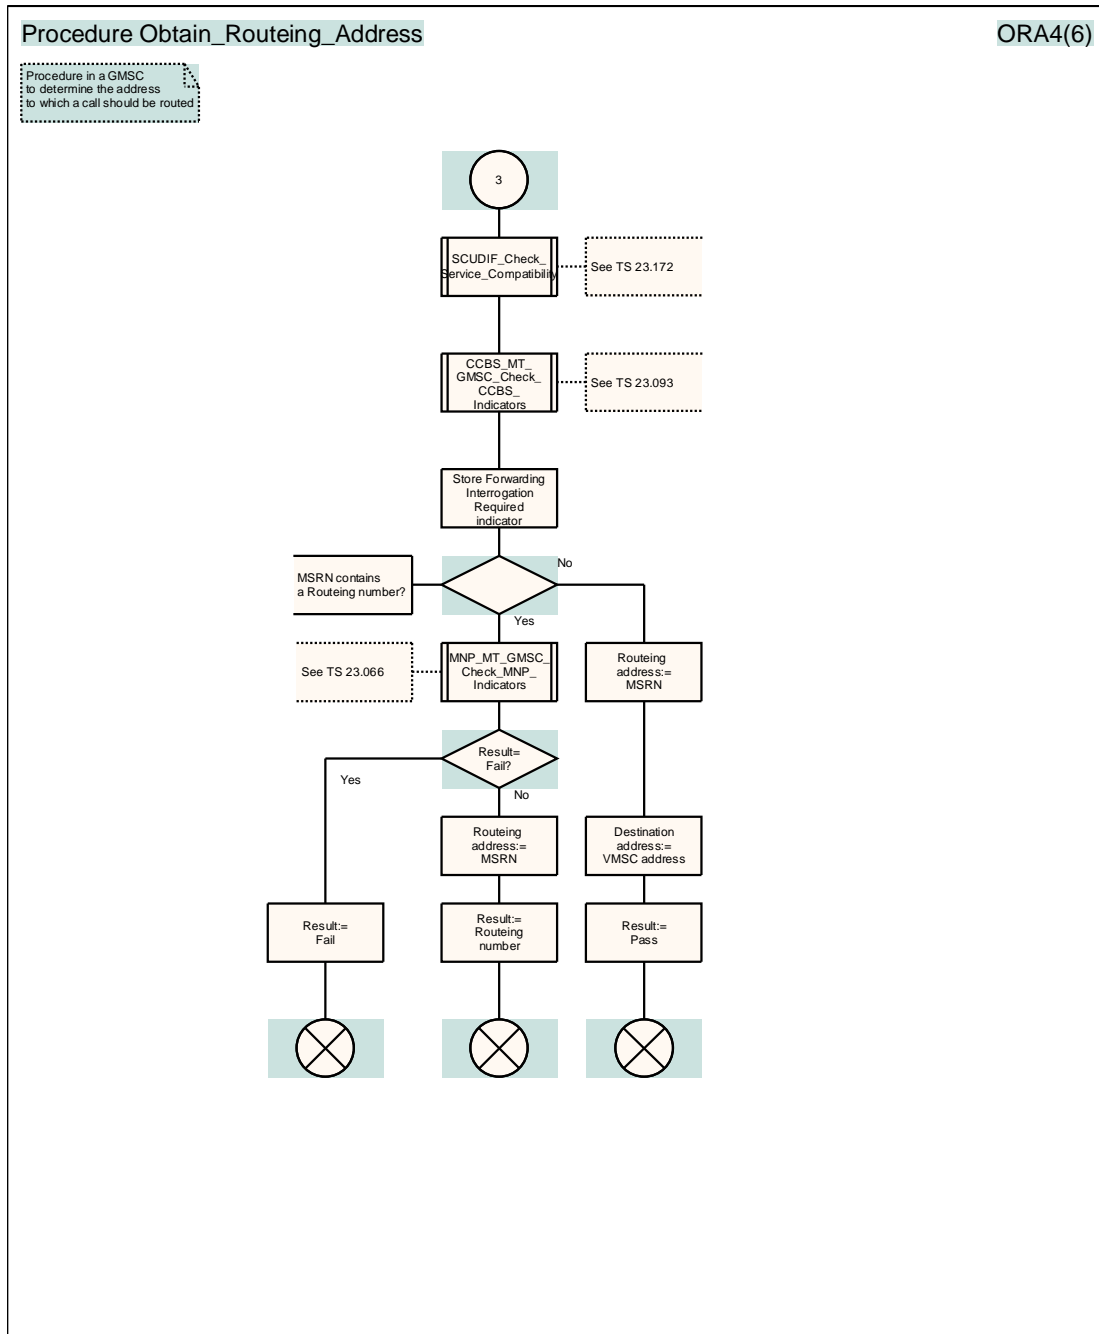 Procedure Obtain_Routeing_Address
ORA4(6)
Procedure in a GMSC
to determine the address
to which a call should be routed
3
SCUDIF_Check_
Service_Compatibility
See TS 23.172
CCBS_MT_
GMSC_Check_
CCBS_
Indicators
See TS 23.093
Store Forwarding
Interrogation
Required
indicator
MSRN contains
a Routeing number?
No
Yes
See TS 23.066
MNP_MT_GMSC_
Check_MNP_
Indicators
Routeing
address:=
MSRN
Result=
Fail?
Yes
No
Routeing
address:=
MSRN
Destination
address:=
VMSC address
Result:=
Fail
Result:=
Routeing
number
Result:=
Pass